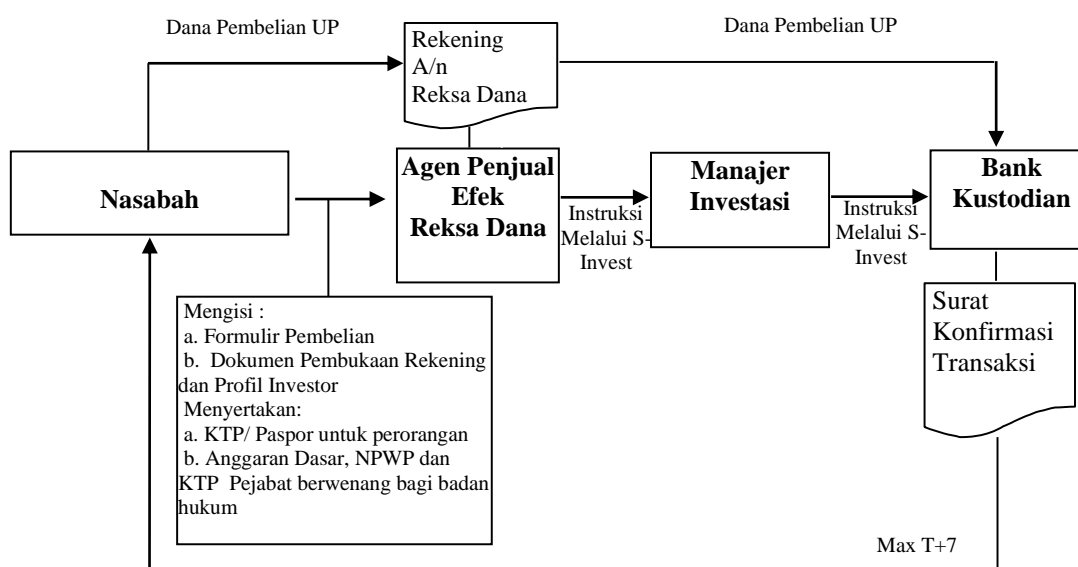 Dana Pembelian UP
Dana Pembelian UP
Rekening
A/n
Reksa Dana
Nasabah
Agen Penjual
Efek
Reksa Dana
Instruksi
Melalui S-
Invest
Manajer
Investasi
Instruksi
Melalui S-
Invest
Bank
Kustodian
Mengisi :
a. Formulir Pembelian
b. Dokumen Pembukaan Rekening
dan Profil Investor
Menyertakan:
a. KTP/ Paspor untuk perorangan
b. Anggaran Dasar, NPWP dan
KTP Pejabat berwenang bagi badan
hukum
Surat
Konfirmasi
Transaksi
Max T+7